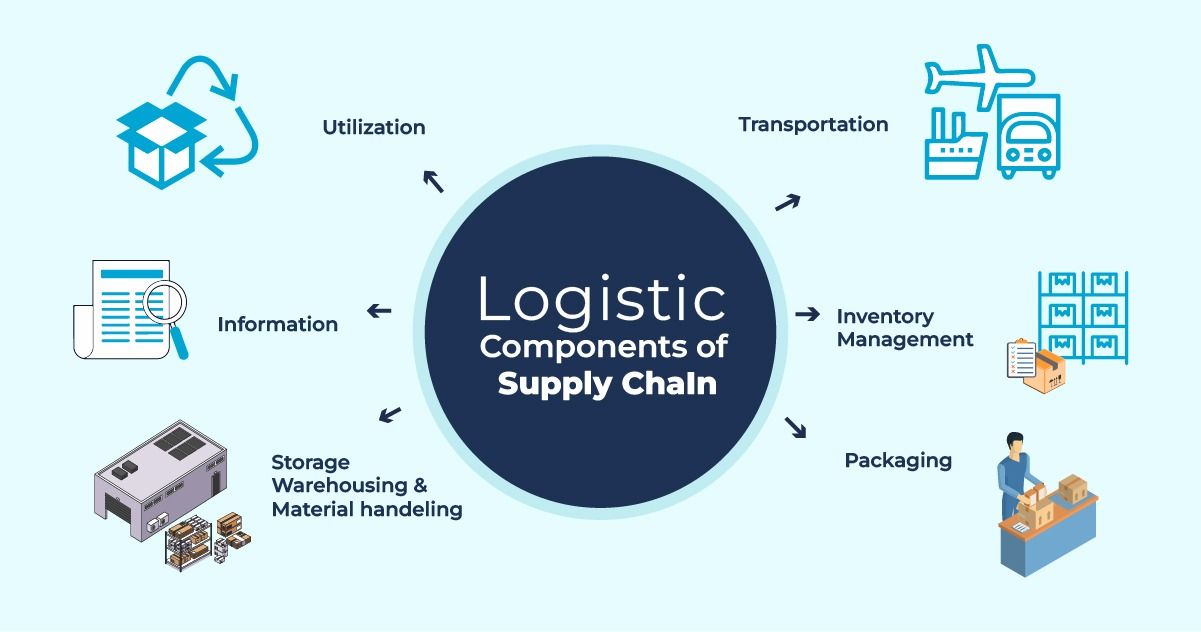 Utilization
Transportation
Logistic
Components of
Supply ChaIn
Information
Inventory
Management
Storage
Warehousing &
Material handeling
Packaging